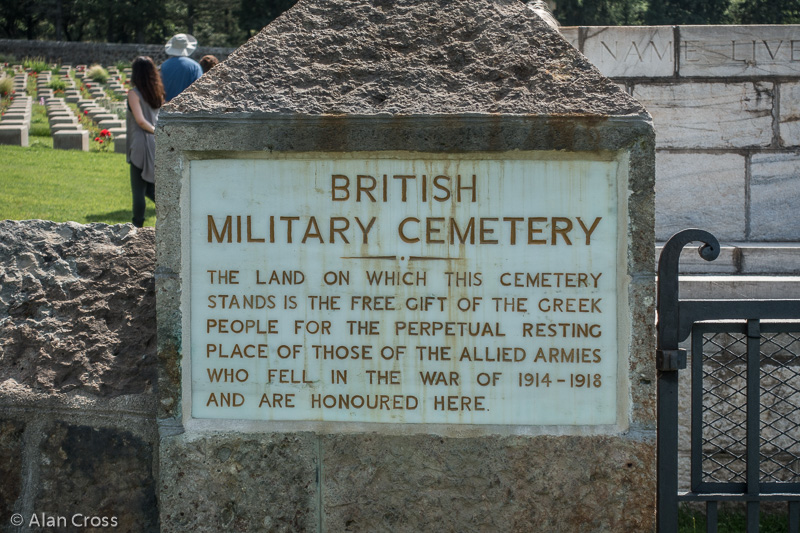 NAME LIVE
BRITISH
MILITARY CEMETERY
THE LAND ON WHICH THIS CEMETERY
STANDS IS THE FREE GIFT OF THE GREEK
PEOPLE FOR THE PERPETUAL RESTING
PLACE OF THOSE OF THE ALLIED ARMIES
WHO FELL IN THE WAR OF 1914-1918
AND ARE HONOURED HERE.
© Alan Cross